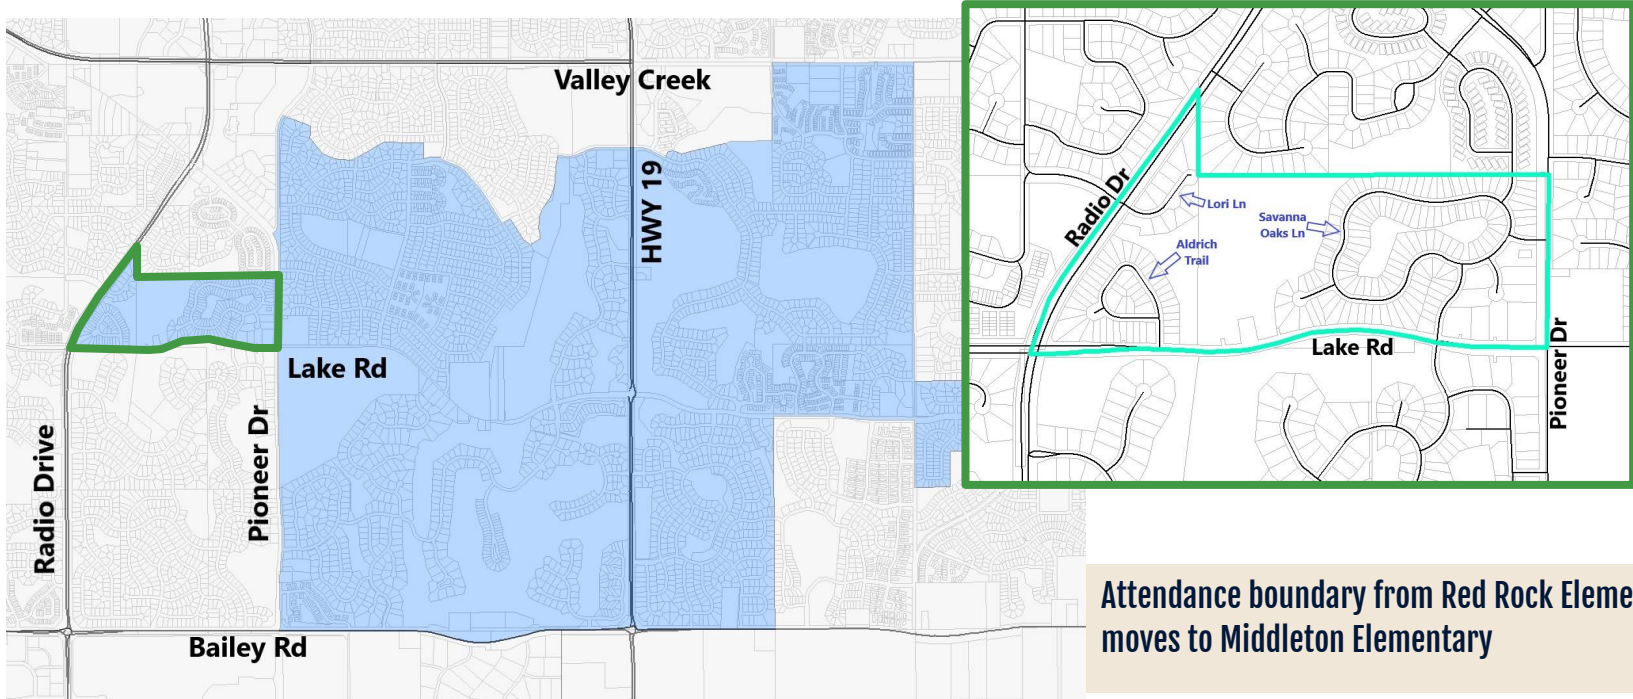 Valley Creek
HWY 19
Lake Rd
Pioneer Dr
Radio Drive
Bailey Rd
Radio Dr
Lori Ln
Savanna
Oaks Ln
Aldrich
Trail
Lake Rd
Pioneer Dr
Attendance boundary from Red Rock Eleme
moves to Middleton Elementary